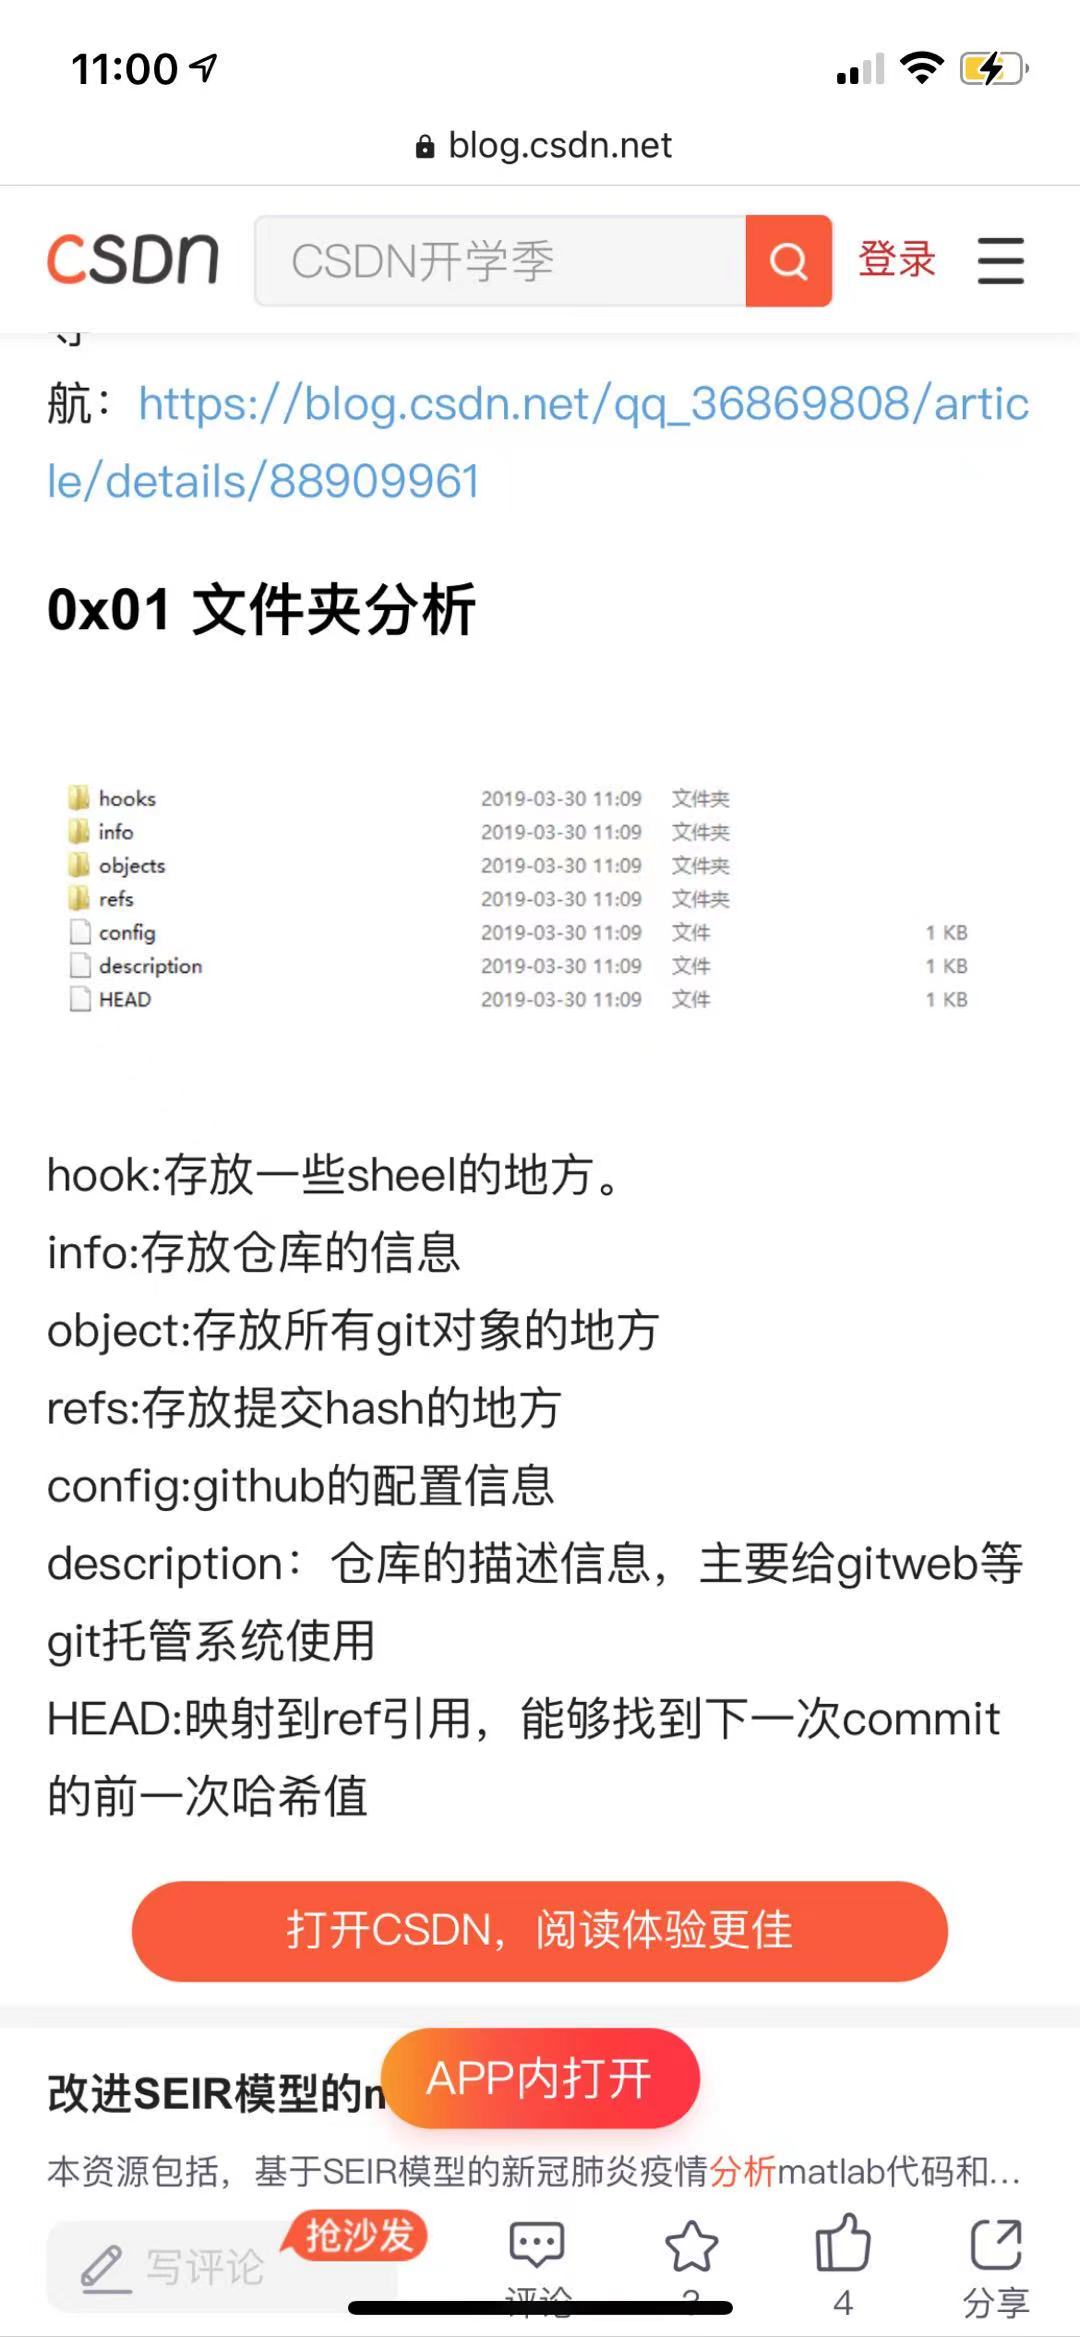 11:00
blog.csdn.net
CSDN CSDN开学季 登录
航：https://blog.csdn.net/qq_36869808/artic
le/details/88909961
0x01 文件夹分析
hooks 2019-03-30 11:09 文件夹
info 2019-03-30 11:09 文件夹
objects 2019-03-30 11:09 文件夹
refs 2019-03-30 11:09 文件夹
config 2019-03-30 11:09 文件 1 KB
description 2019-03-30 11:09 文件 1 KB
HEAD 2019-03-30 11:09 文件 1 KB
hook:存放一些sheel的地方。
info:存放仓库的信息
object:存放所有git对象的地方
refs:存放提交hash的地方
config:github的配置信息
description：仓库的描述信息，主要给gitweb等
git托管系统使用
HEAD:映射到ref引用，能够找到下一次commit
的前一次哈希值
打开CSDN，阅读体验更佳
改进SEIR模型的
APP内打开
本资源包括，基于SEIR模型的新冠肺炎疫情分析matlab代码和...
抢沙发
写评论
评论 4 分享